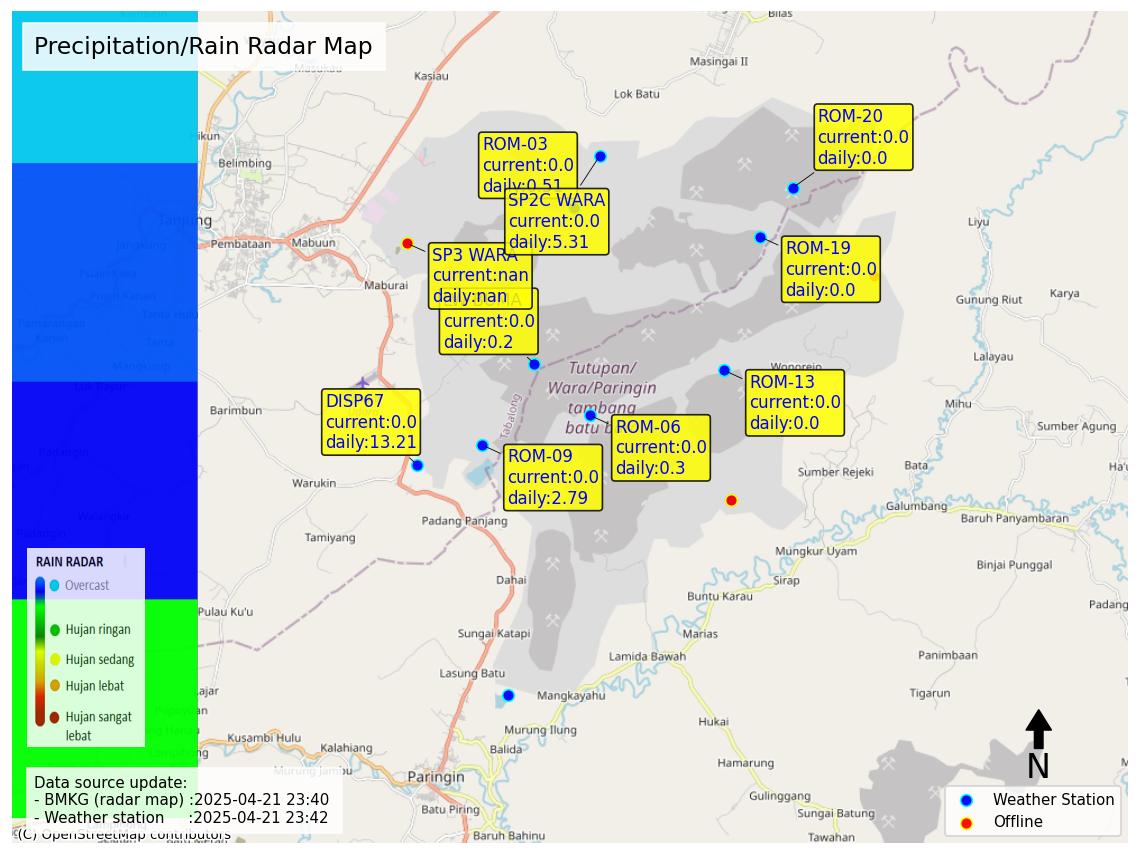 Precipitation/Rain Radar Map
Bilas
Masingai II
Kasiau
Lok Batu
Hikun
Belimbing
Tanjung
Pembataan
Mabuun
Maburai
ROM-03
current:0.0
daily:0.51
SP2C WARA
current:0.0
daily:5.31
ROM-20
current:0.0
daily:0.0
ROM-19
current:0.0
daily:0.0
SP3 WARA
current:nan
daily:nan
current:0.0
daily:0.2
Liyu
Gunung Riut
Karya
Lalayau
Mihu
Sumber Agung
Wonorejo
Tutupan/
Wara/Paringin
tambang
batu
ROM-13
current:0.0
daily:0.0
DISP67
current:0.0
daily:13.21
Barimbun
Tabalong
ROM-06
current:0.0
daily:0.3
ROM-09
current:0.0
daily:2.79
Jangkung
Mangkusip
Luk Bayur
Padangin
Walangkir
Padangin
Warukin
Sumber Rejeki
Bata
Galumbang
Baruh Panyambaran
Padang Panjang
Tamiyang
Mungkur Uyam
Binjai Punggal
Sirap
Dahai
Buntu Karau
Pulau Ku'u
Sungai Katapi
Marias
Lamida Bawah
Panimbaan
Lasung Batu
Tigarun
Mangkayahu
Murung Ilung
Hukai
Kusambi Hulu
Kalahiang
Balida
Hamarung
Murung Jambu
Paringin
Gulinggang
Batu Piring
Sungai Batung
Baruh Bahinu
Tawahan
RAIN RADAR
Overcast
Hujan ringan
Hujan sedang
Hujan lebat
Hujan sangat
lebat
Data source update:
- BMKG (radar map) :2025-04-21 23:40
- Weather station :2025-04-21 23:42
(C) OpenStreetMap contributors
N
Weather Station
Offline